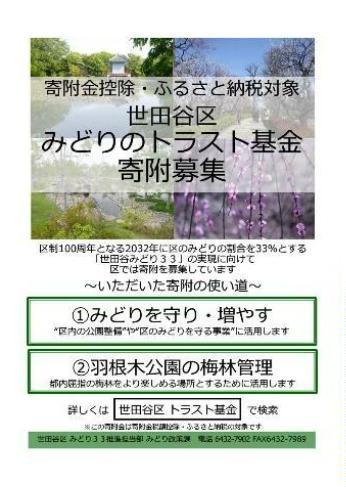 寄附金控除・ふるさと納税対象
世田谷区
みどりのトラスト基金
寄附募集
区制100周年となる2032年に区のみどりの割合を33％とする
「世田谷みどり３３」の実現に向けて
区では寄附を募集しています
～いただいた寄附の使い道～
①みどりを守り・増やす
“区内の公園整備”や“区のみどりを守る事業”に活用します
②羽根木公園の梅林管理
都内屈指の梅林をより楽しめる場所とするために活用します
詳しくは 世田谷区 トラスト基金 で検索
※この寄附金は寄附金税額控除・ふるさと納税の対象です
世田谷区 みどり３３推進担当部 みどり政策課　電話 6432-7902 FAX6432-7989